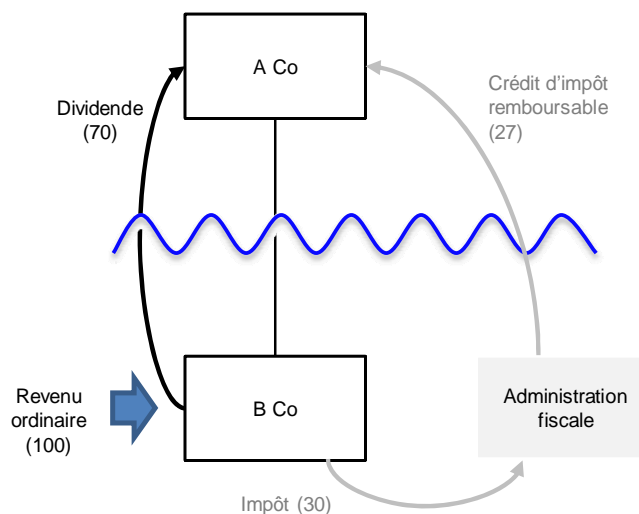 A Co
Dividende
(70)
Crédit d’impôt
remboursable
(27)
Revenu
ordinaire
(100)
B Co
Administration
fiscale
Impôt (30)